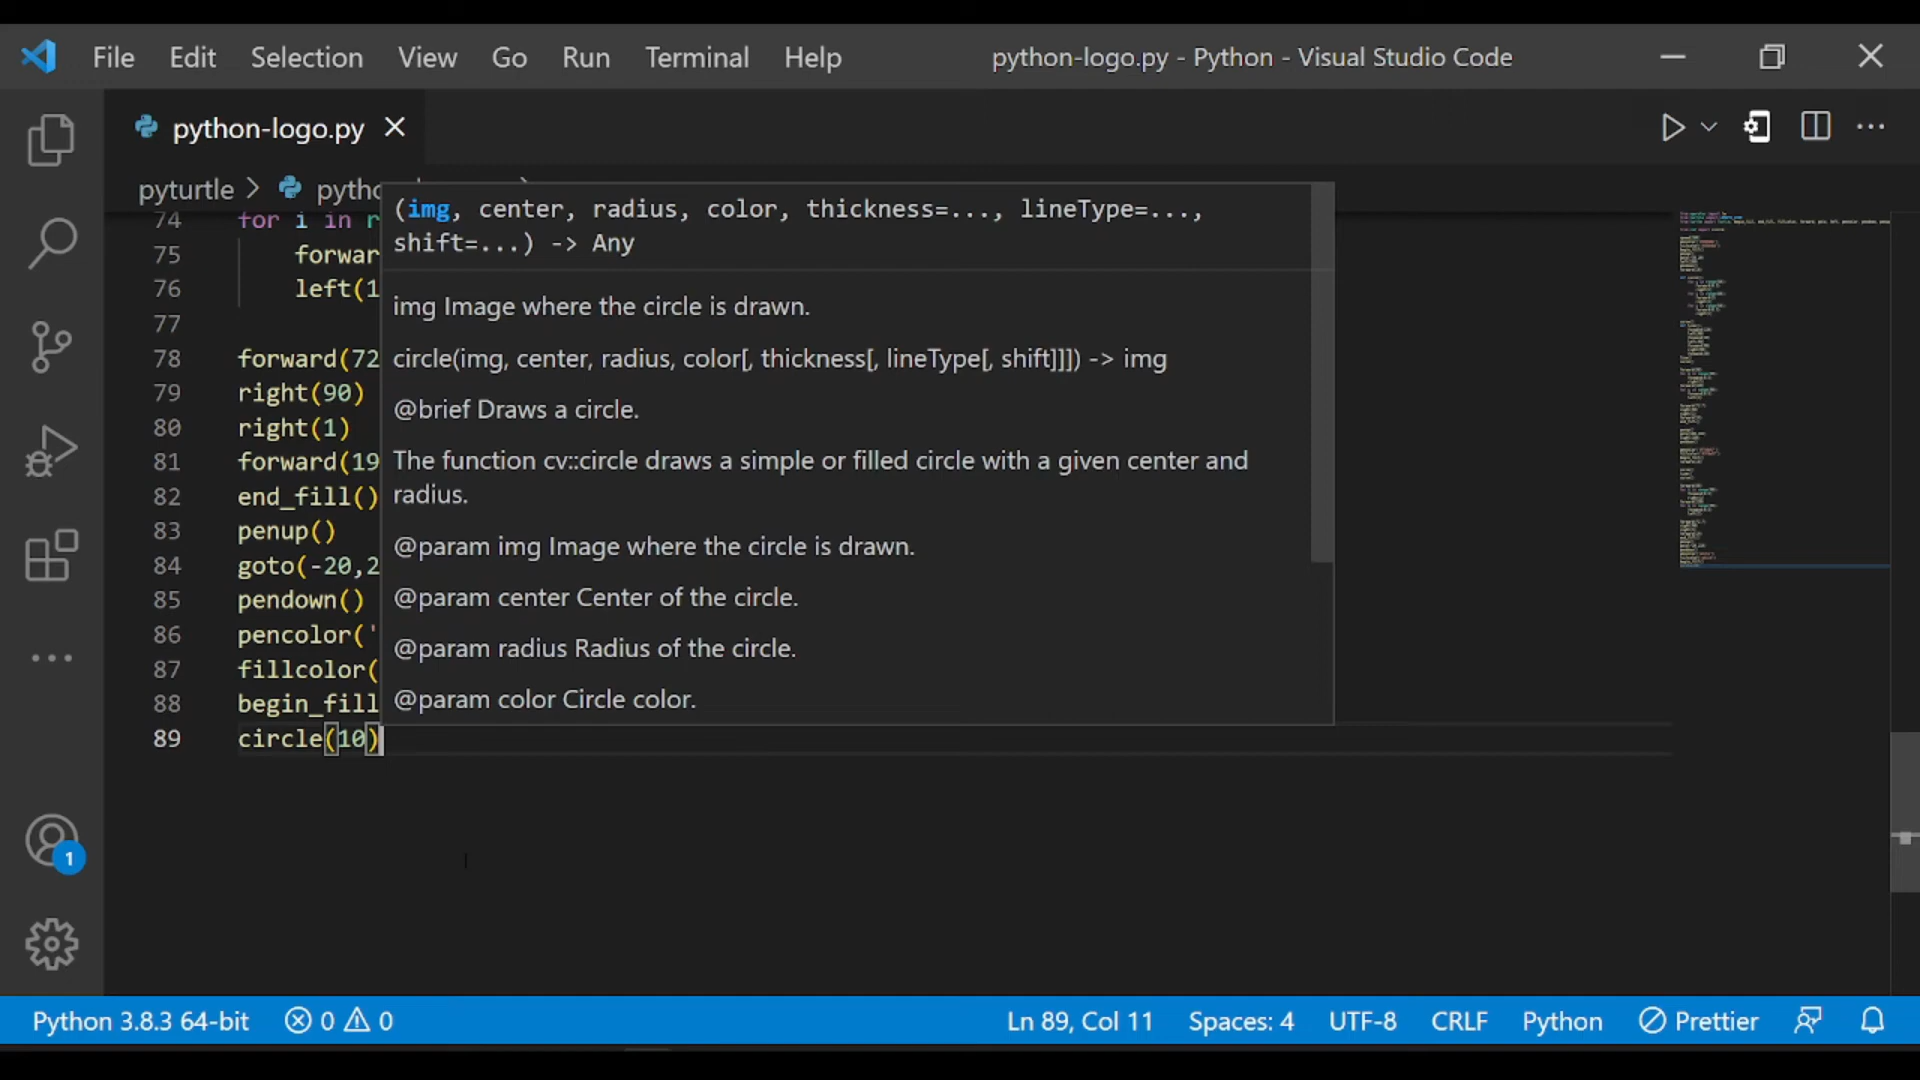 File Edit Selection View Go Run Terminal Help python-logo.py - Python - Visual Studio Code
python-logo.py
pyturtle > 
74 for i in r
75 forwar
76 left(1
77
78 forward(72
79 right(90)
80 right(1)
81 forward(19
82 end_fill()
83 penup()
84 goto(-20,2
85 pendown()
86 pencolor('
87 fillcolor(
88 begin_fill
89 circle(10)
(img, center, radius, color, thickness=..., lineType=...,
shift=...) -> Any
img Image where the circle is drawn.
circle(img, center, radius, color[, thickness[, lineType[, shift]]]) -> img
@brief Draws a circle.
The function cv::circle draws a simple or filled circle with a given center and
radius.
@param img Image where the circle is drawn.
@param center Center of the circle.
@param radius Radius of the circle.
@param color Circle color.
1
Python 3.8.3 64-bit 0 0 Ln 89, Col 11 Spaces: 4 UTF-8 CRLF Python Prettier